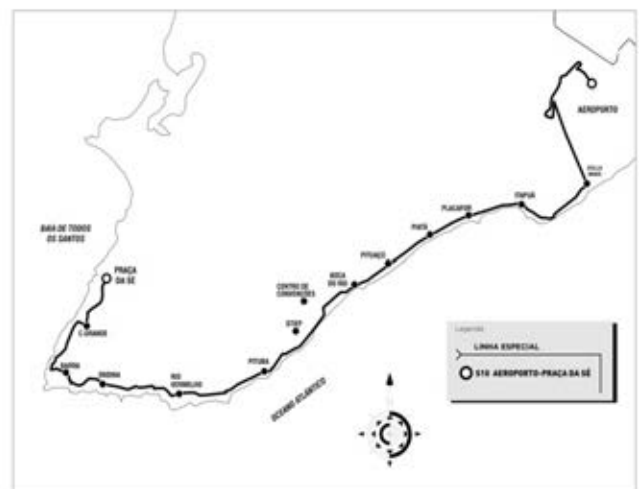 AEROPORTO
STELLA
MARIS
ITAPUÃ
PLACAFOR
PIATÃ
PITUAÇÚ
BOCA
DO RIO
BAIA DE TODOS
OS SANTOS
PRAÇA
DA SÉ
CENTRO DE
CONVENÇÕES
STIEP
C.GRANDE
BARRA
ONDINA
RIO
VERMELHO
PITUBA
OCEANO ATLÂNTICO
Legenda
LINHA ESPECIAL
S10 AEROPORTO-PRAÇA DA SÉ